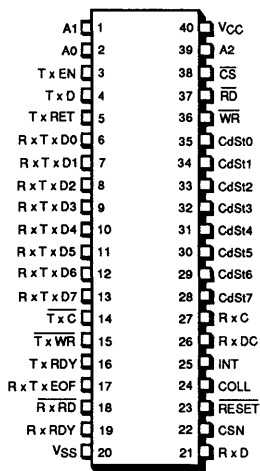 A1 1 40 VCC
A0 2 39 A2
TxEN 3 38 CS
TxD 4 37 RD
TxRET 5 36 WR
RxTxD0 6 35 CdSt0
RxTxD1 7 34 CdSt1
RxTxD2 8 33 CdSt2
RxTxD3 9 32 CdSt3
RxTxD4 10 31 CdSt4
RxTxD5 11 30 CdSt5
RxTxD6 12 29 CdSt6
RxTxD7 13 28 CdSt7
TxC 14 27 RxC
TxWR 15 26 RxDC
TxRDY 16 25 INT
RxTxEOF 17 24 COLL
RxRD 18 23 RESET
RxRDY 19 22 CSN
VSS 20 21 RxD